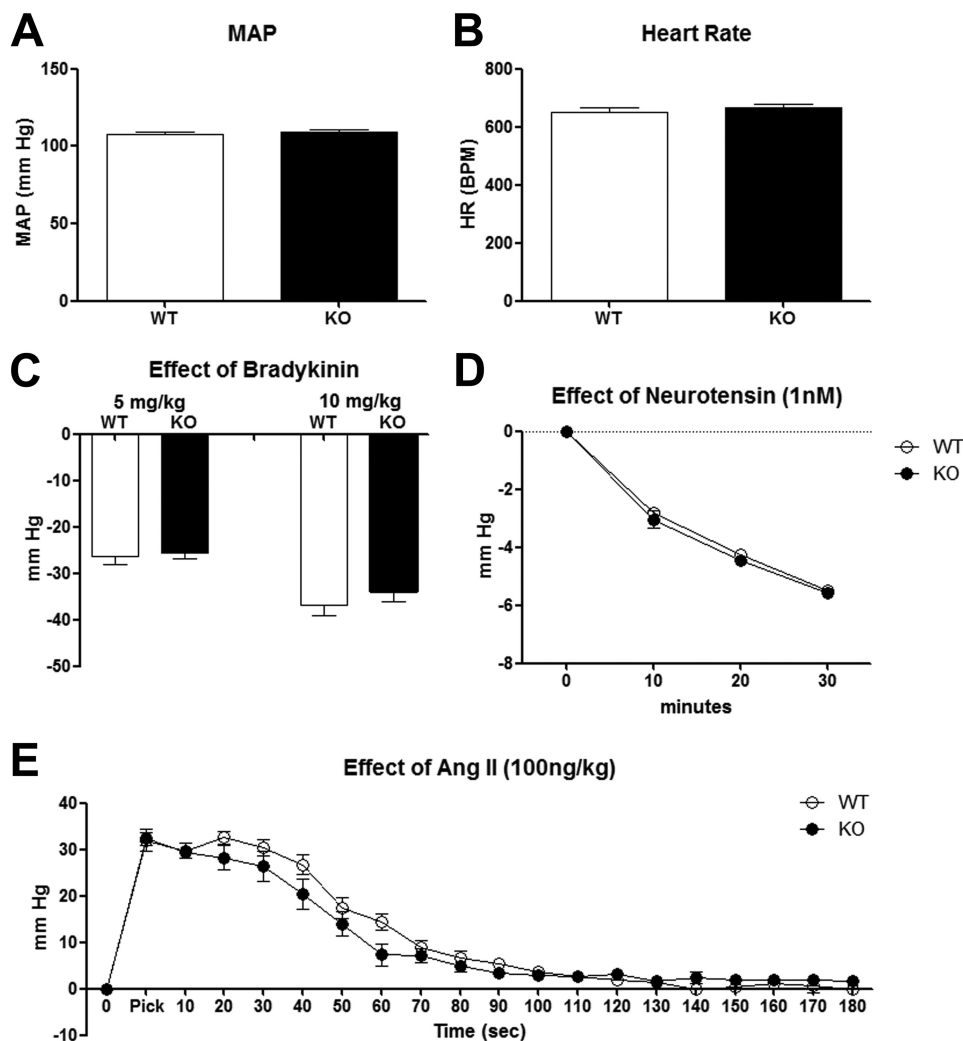 A
MAP
150
100
50
0
MAP (mm Hg)
WT KO
B
Heart Rate
800
600
400
200
0
HR (BPM)
WT KO
C
Effect of Bradykinin
5 mg/kg 10 mg/kg
WT KO WT KO
0
-10
-20
-30
-40
-50
mm Hg
D
Effect of Neurotensin (1nM)
0
-2
-4
-6
-8
mm Hg
0 10 20 30
minutes
WT
KO
E
Effect of Ang II (100ng/kg)
40
30
20
10
0
-10
mm Hg
0 Pick 10 20 30 40 50 60 70 80 90 100 110 120 130 140 150 160 170 180
Time (sec)
WT
KO